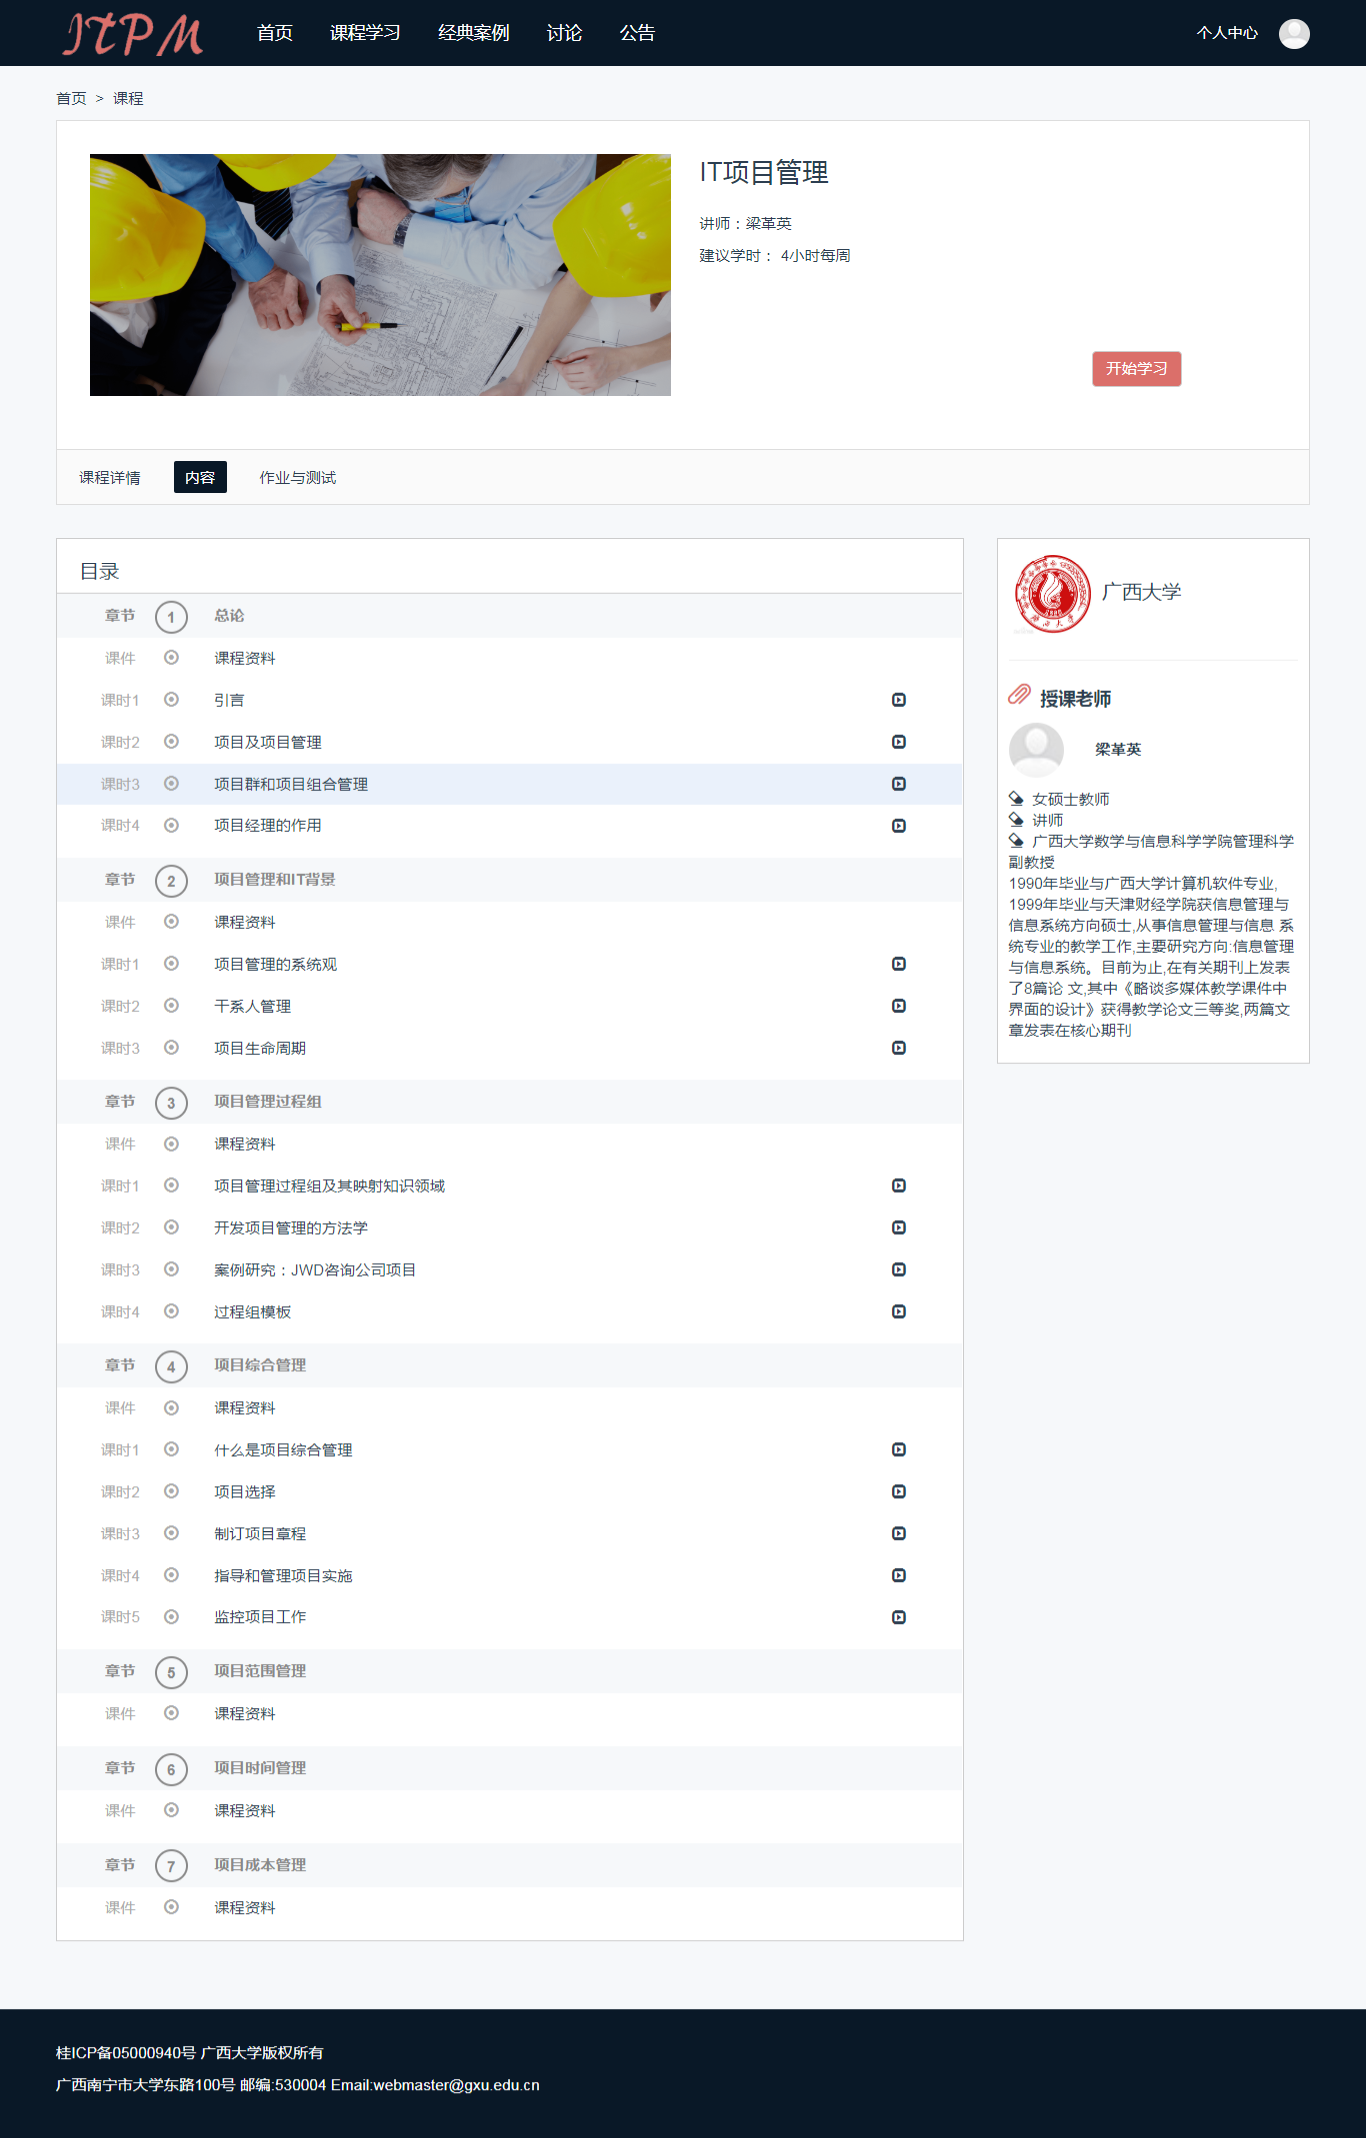 ITPM
首页 课程学习 经典案例 讨论 公告 个人中心
首页 > 课程
IT项目管理
讲师：梁革英
建议学时： 4小时每周
开始学习
课程详情 内容 作业与测试
目录
章节 1 总论
课件 课程资料
课时1 引言
课时2 项目及项目管理
课时3 项目群和项目组合管理
课时4 项目经理的作用
章节 2 项目管理和IT背景
课件 课程资料
课时1 项目管理的系统观
课时2 干系人管理
课时3 项目生命周期
章节 3 项目管理过程组
课件 课程资料
课时1 项目管理过程组及其映射知识领域
课时2 开发项目管理的方法学
课时3 案例研究：JWD咨询公司项目
课时4 过程组模板
章节 4 项目综合管理
课件 课程资料
课时1 什么是项目综合管理
课时2 项目选择
课时3 制订项目章程
课时4 指导和管理项目实施
课时5 监控项目工作
章节 5 项目范围管理
课件 课程资料
章节 6 项目时间管理
课件 课程资料
章节 7 项目成本管理
课件 课程资料
广西大学
授课老师
梁革英
女硕士教师
讲师
广西大学数学与信息科学学院管理科学
副教授
1990年毕业与广西大学计算机软件专业,
1999年毕业与天津财经学院获信息管理与
信息系统方向硕士,从事信息管理与信息 系
统专业的教学工作,主要研究方向:信息管理
与信息系统。目前为止,在有关期刊上发表
了8篇论 文,其中《略谈多媒体教学课件中
界面的设计》获得教学论文三等奖,两篇文
章发表在核心期刊
桂ICP备05000940号 广西大学版权所有
广西南宁市大学东路100号 邮编:530004 Email:webmaster@gxu.edu.cn